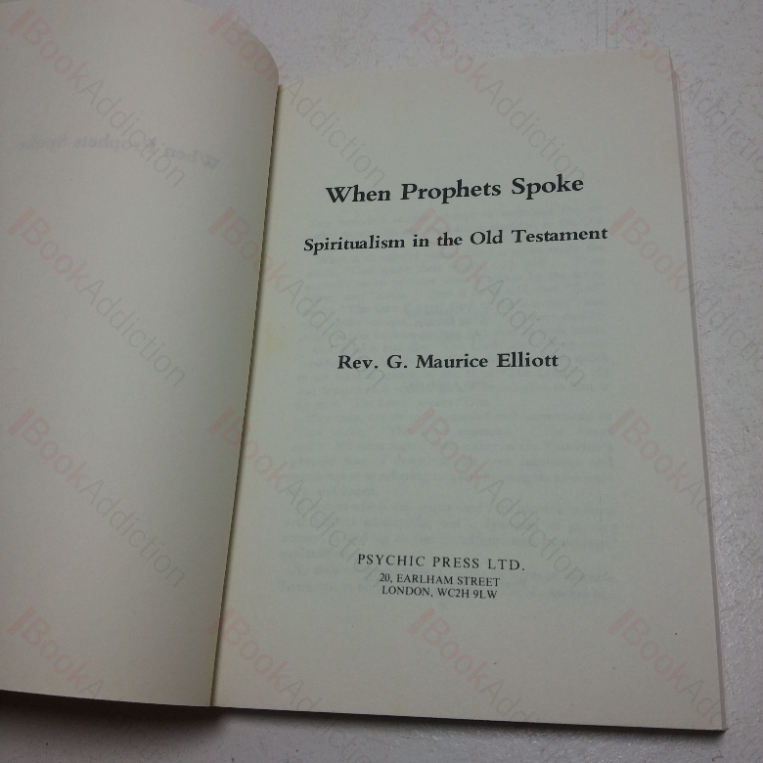 When Prophets Spoke
Spiritualism in the Old Testament
Rev. G. Maurice Elliott
PSYCHIC PRESS LTD.
20, EARLHAM STREET
LONDON, WC2H 9LW
BookAddiction